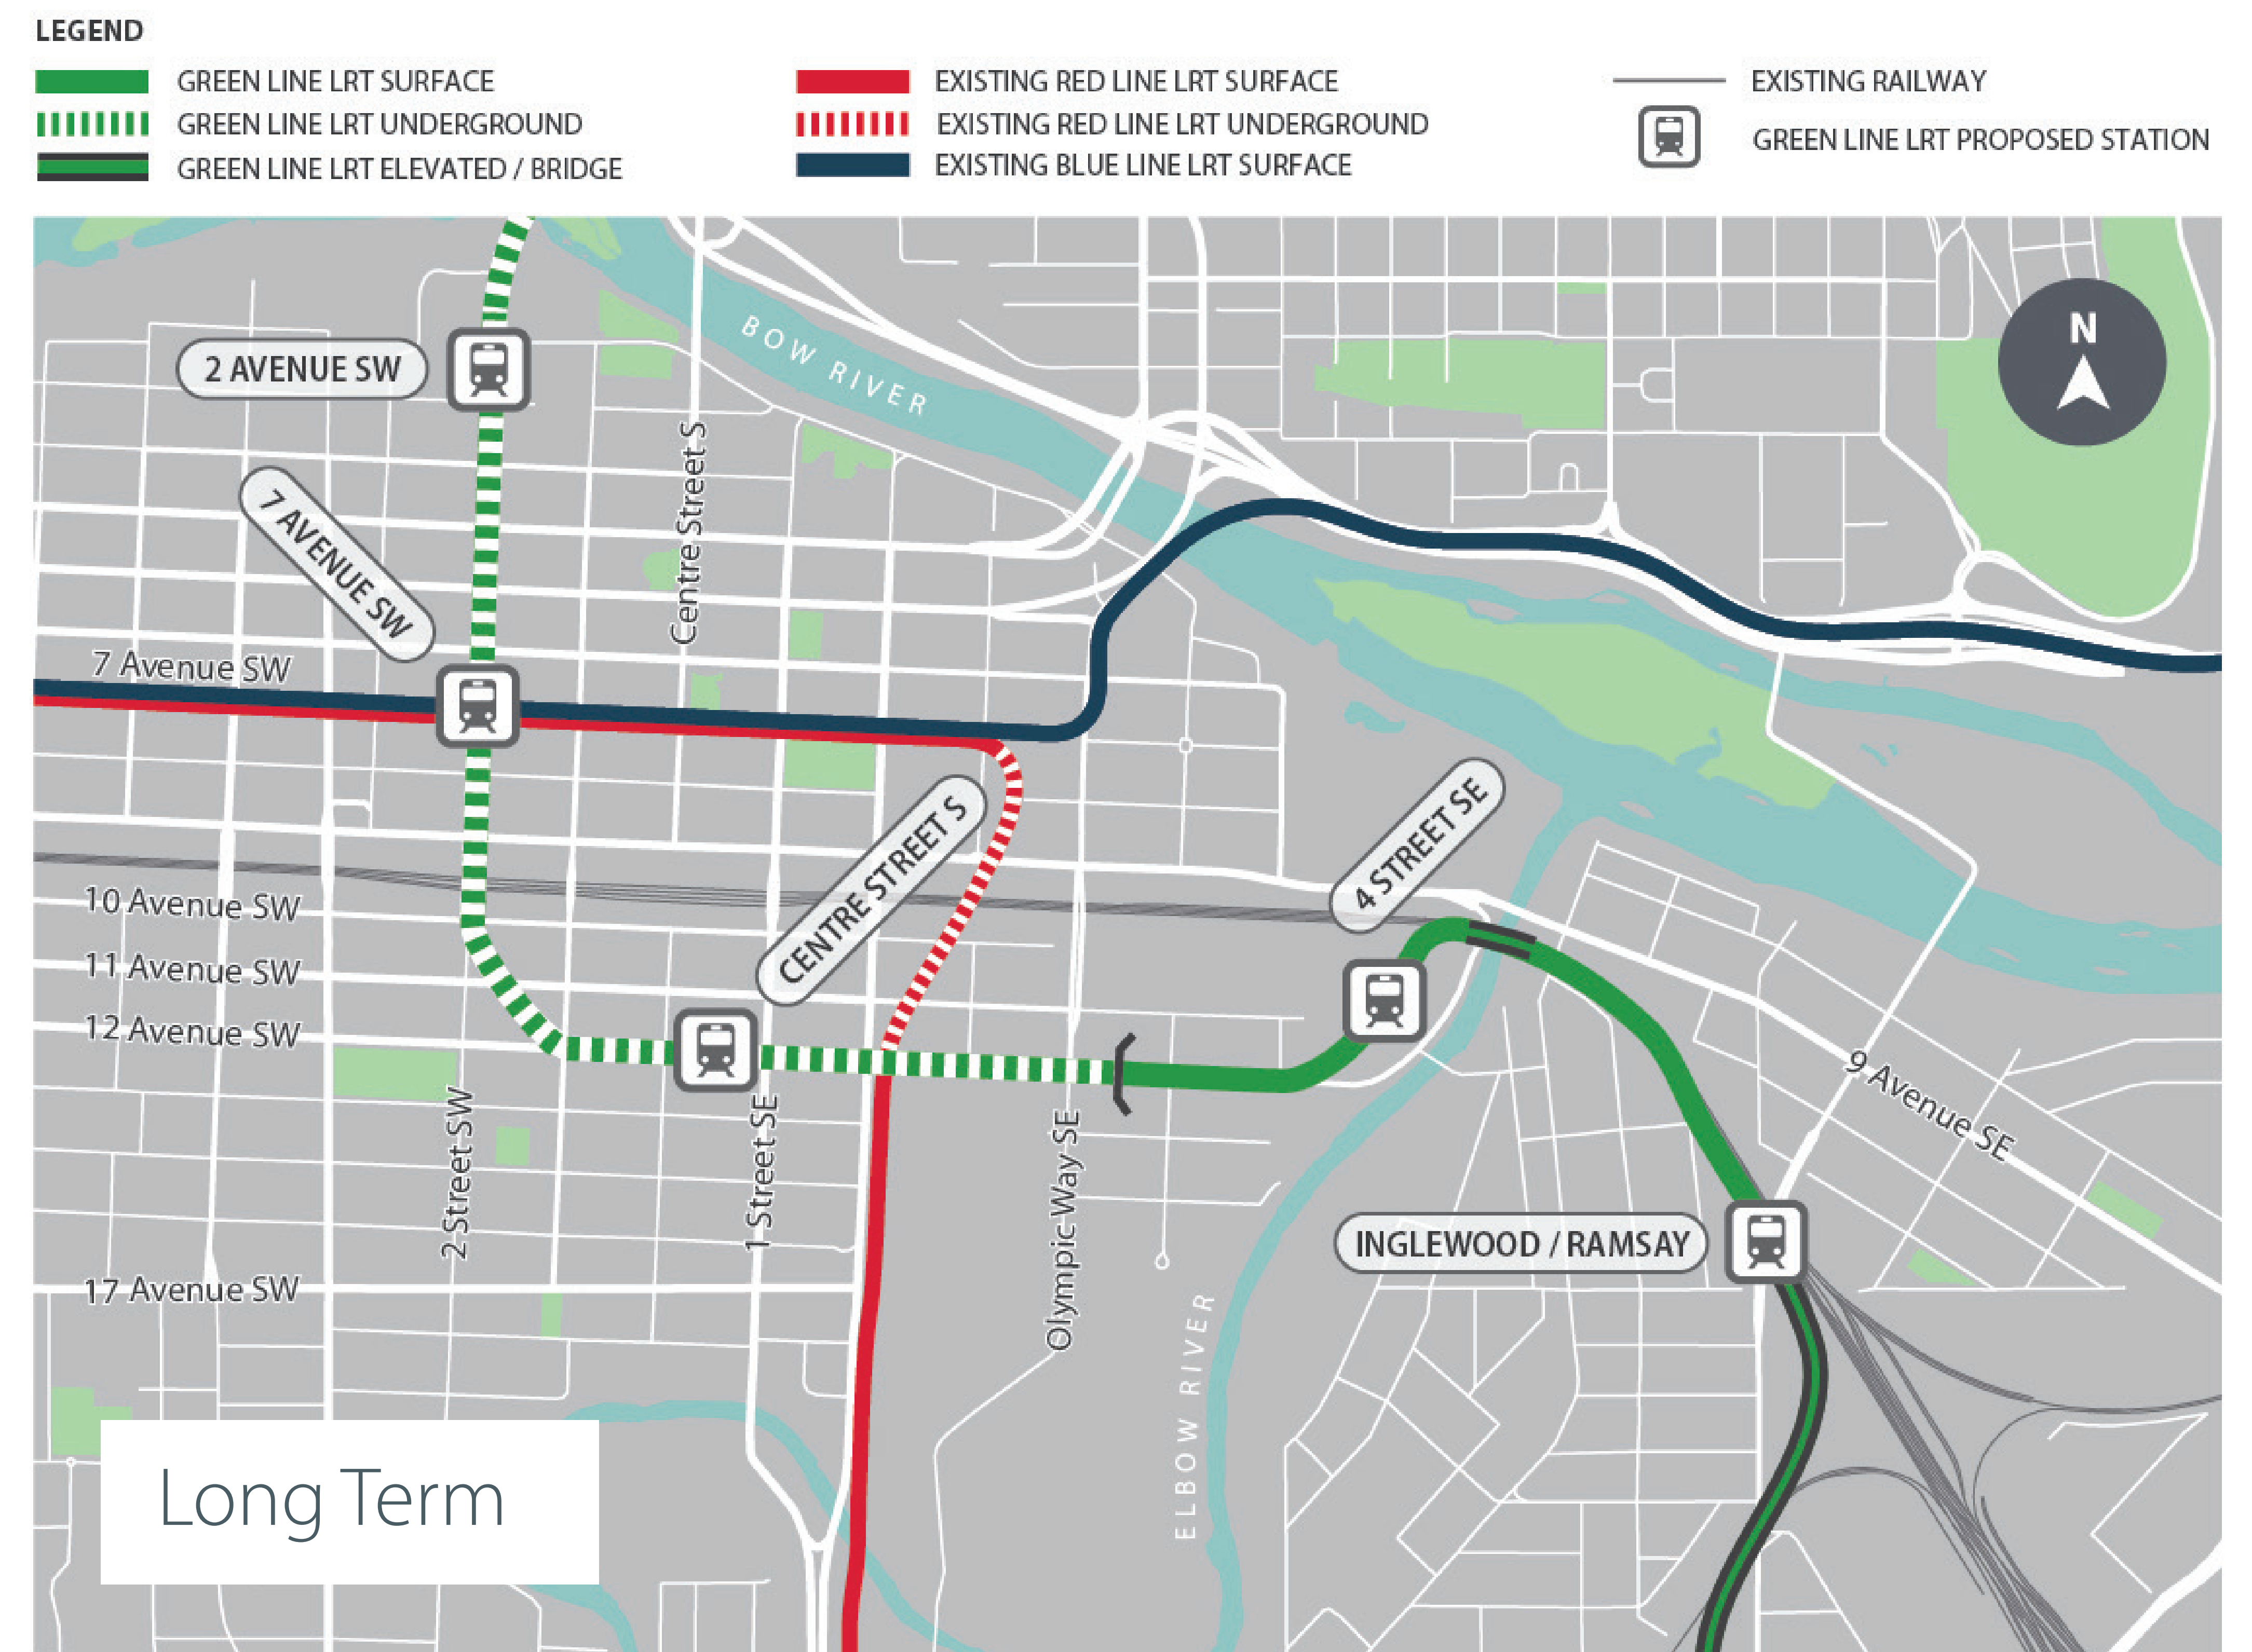 LEGEND
GREEN LINE LRT SURFACE
GREEN LINE LRT UNDERGROUND
GREEN LINE LRT ELEVATED / BRIDGE
EXISTING RED LINE LRT SURFACE
EXISTING RED LINE LRT UNDERGROUND
EXISTING BLUE LINE LRT SURFACE
EXISTING RAILWAY
GREEN LINE LRT PROPOSED STATION
N
BOW RIVER
2 AVENUE SW
Centre Street S
7 AVENUE SW
7 Avenue SW
CENTRE STREET S
4 STREET SE
10 Avenue SW
11 Avenue SW
12 Avenue SW
9 Avenue SE
2 Street SW
1 Street SE
Olympic Way SE
INGLEWOOD / RAMSAY
17 Avenue SW
ELBOW RIVER
Long Term